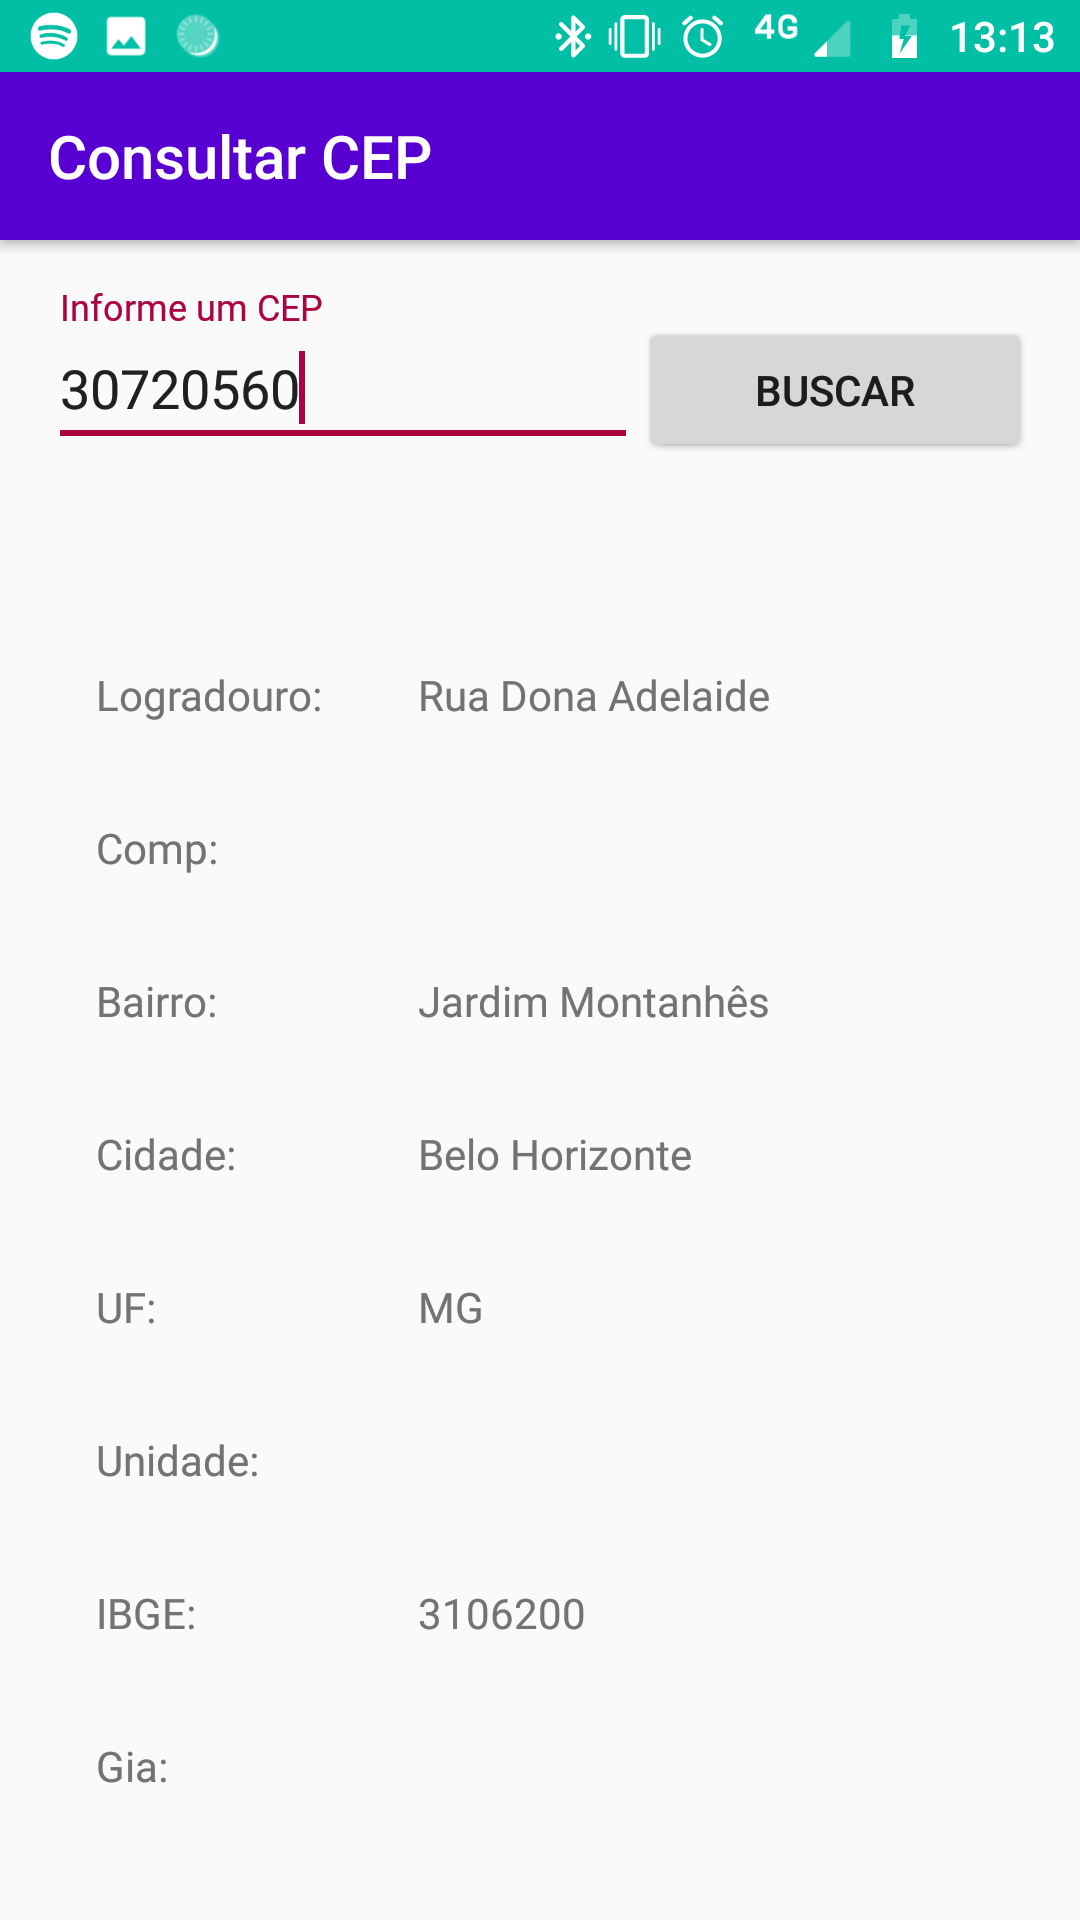 4G 13:13
Consultar CEP
Informe um CEP
30720560
BUSCAR
Logradouro: Rua Dona Adelaide
Comp:
Bairro: Jardim Montanhês
Cidade: Belo Horizonte
UF: MG
Unidade:
IBGE: 3106200
Gia: